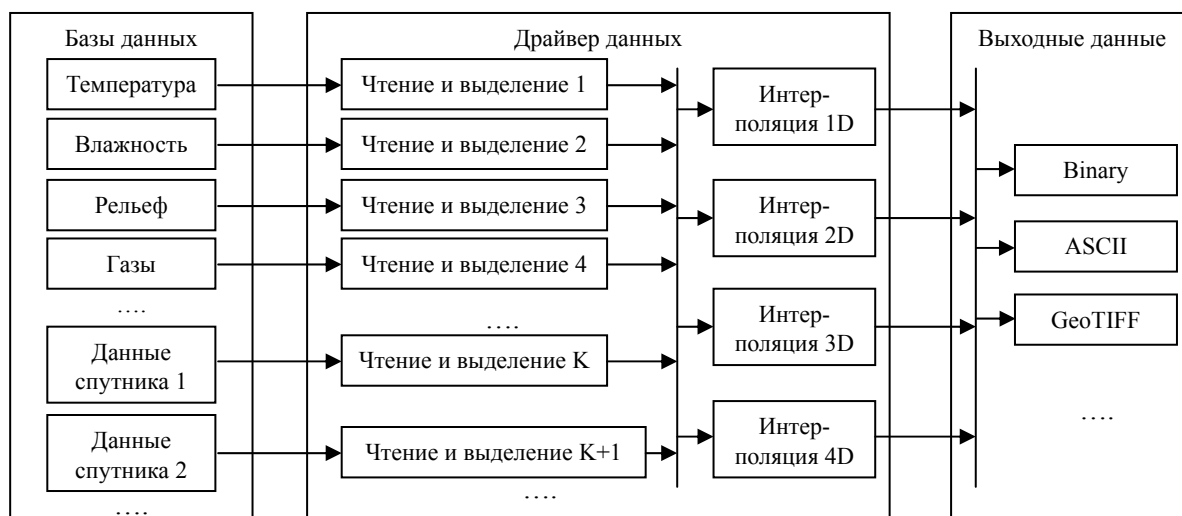 Базы данных
Температура
Влажность
Рельеф
Газы
....
Данные
спутника 1
Данные
спутника 2
....
Драйвер данных
Чтение и выделение 1
Чтение и выделение 2
Чтение и выделение 3
Чтение и выделение 4
....
Чтение и выделение K
Чтение и выделение K+1
....
Интер-
поляция 1D
Интер-
поляция 2D
Интер-
поляция 3D
Интер-
поляция 4D
Выходные данные
Binary
ASCII
GeoTIFF
....